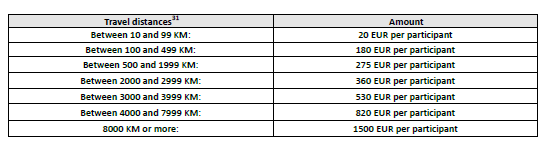 Travel distances31 Amount
Between 10 and 99 KM: 20 EUR per participant
Between 100 and 499 KM: 180 EUR per participant
Between 500 and 1999 KM: 275 EUR per participant
Between 2000 and 2999 KM: 360 EUR per participant
Between 3000 and 3999 KM: 530 EUR per participant
Between 4000 and 7999 KM: 820 EUR per participant
8000 KM or more: 1500 EUR per participant